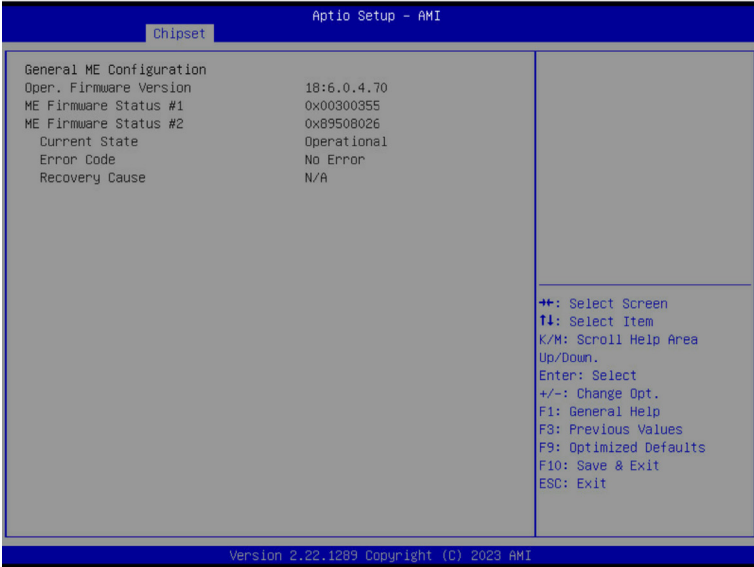 Aptio Setup – AMI
Chipset
General ME Configuration
Oper. Firmware Version 18:6.0.4.70
ME Firmware Status #1 0x00300355
ME Firmware Status #2 0x89508026
Current State Operational
Error Code No Error
Recovery Cause N/A
→←: Select Screen
↑↓: Select Item
K/M: Scroll Help Area
Up/Down.
Enter: Select
+/-: Change Opt.
F1: General Help
F3: Previous Values
F9: Optimized Defaults
F10: Save & Exit
ESC: Exit
Version 2.22.1289 Copyright (C) 2023 AMI